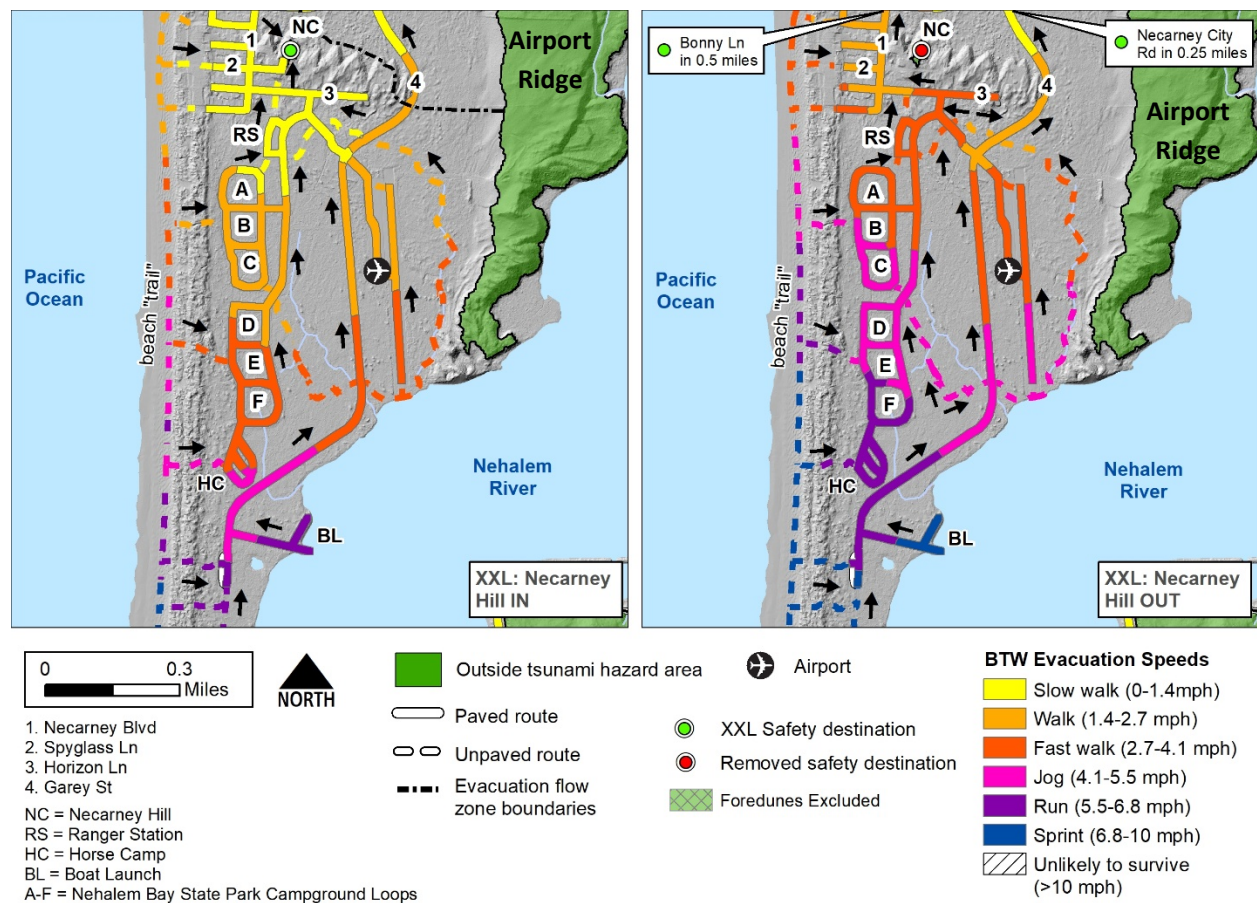 NC
1
2
3
4
RS
Airport
Ridge
A
B
C
D
E
F
HC
BL
Pacific
Ocean
beach "trail"
Nehalem
River
XXL: Necarney
Hill IN
Bonny Ln
in 0.5 miles
NC
Necarney City
Rd in 0.25 miles
1
2
3
4
RS
Airport
Ridge
A
B
C
D
E
F
HC
BL
Pacific
Ocean
beach "trail"
Nehalem
River
XXL: Necarney
Hill OUT
0 0.3
Miles
NORTH
1. Necarney Blvd
2. Spyglass Ln
3. Horizon Ln
4. Garey St
NC = Necarney Hill
RS = Ranger Station
HC = Horse Camp
BL = Boat Launch
A-F = Nehalem Bay State Park Campground Loops
Outside tsunami hazard area
Paved route
Unpaved route
Evacuation flow
zone boundaries
Airport
XXL Safety destination
Removed safety destination
Foredunes Excluded
BTW Evacuation Speeds
Slow walk (0-1.4mph)
Walk (1.4-2.7 mph)
Fast walk (2.7-4.1 mph)
Jog (4.1-5.5 mph)
Run (5.5-6.8 mph)
Sprint (6.8-10 mph)
Unlikely to survive
(>10 mph)